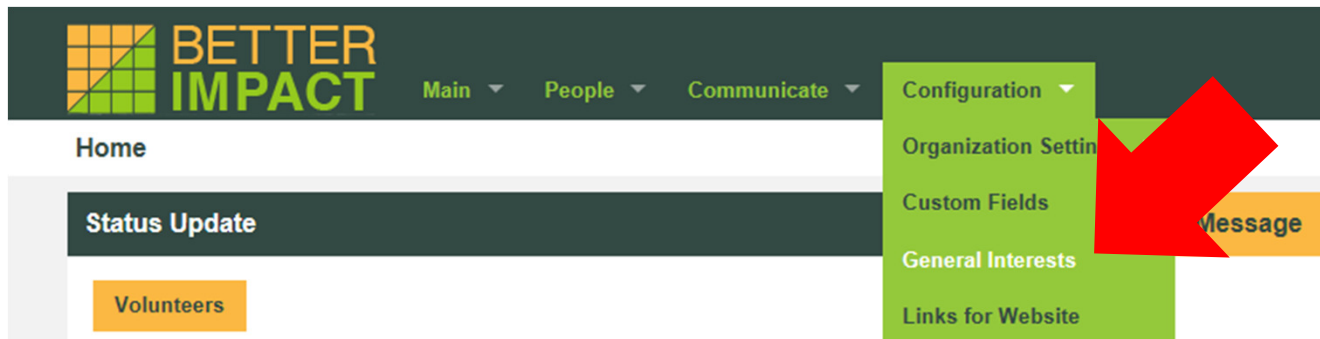 BETTER
IMPACT
Main People Communicate Configuration
Home
Organization Settin
Status Update
Custom Fields
Message
General Interests
Volunteers
Links for Website